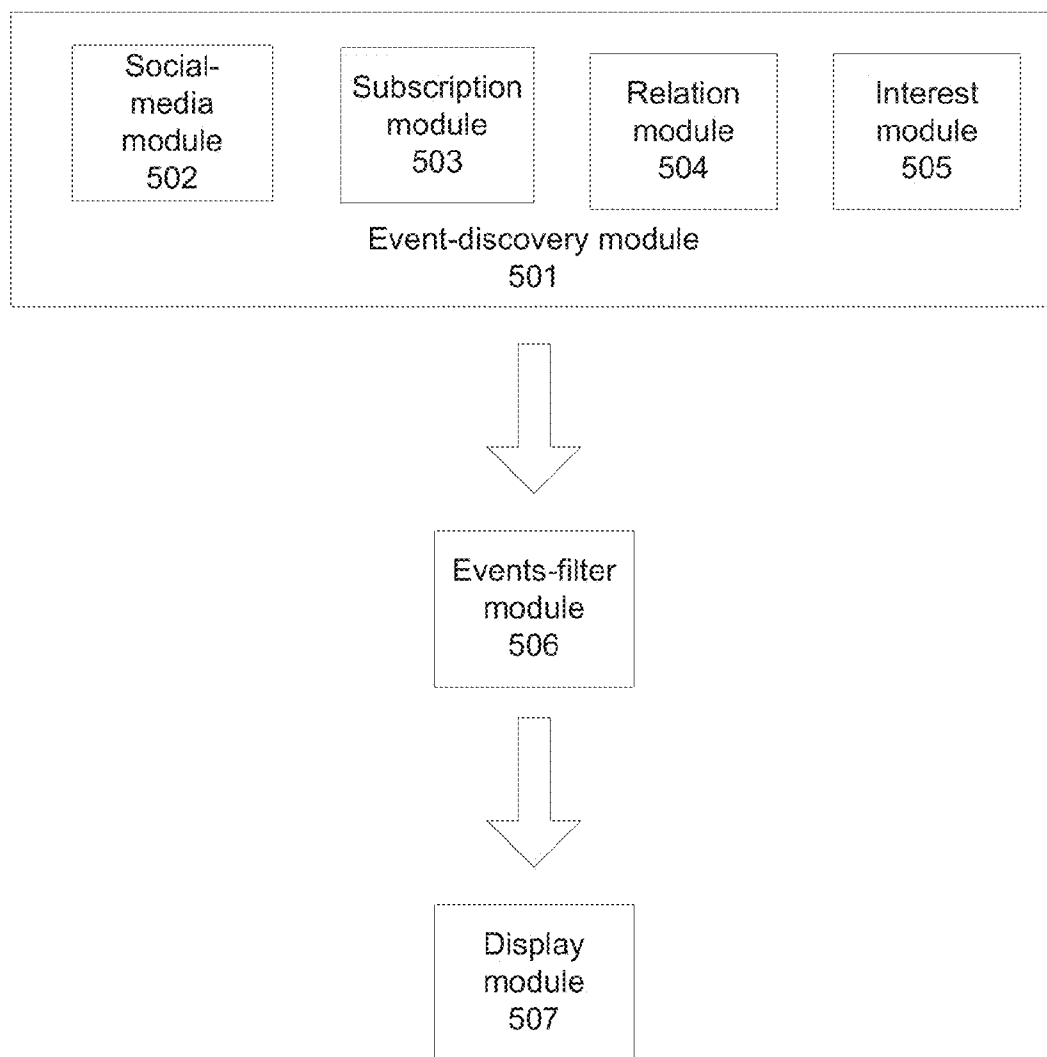 Social-
media
module
502
Subscription
module
503
Relation
module
504
Interest
module
505
Event-discovery module
501
Events-filter
module
506
Display
module
507